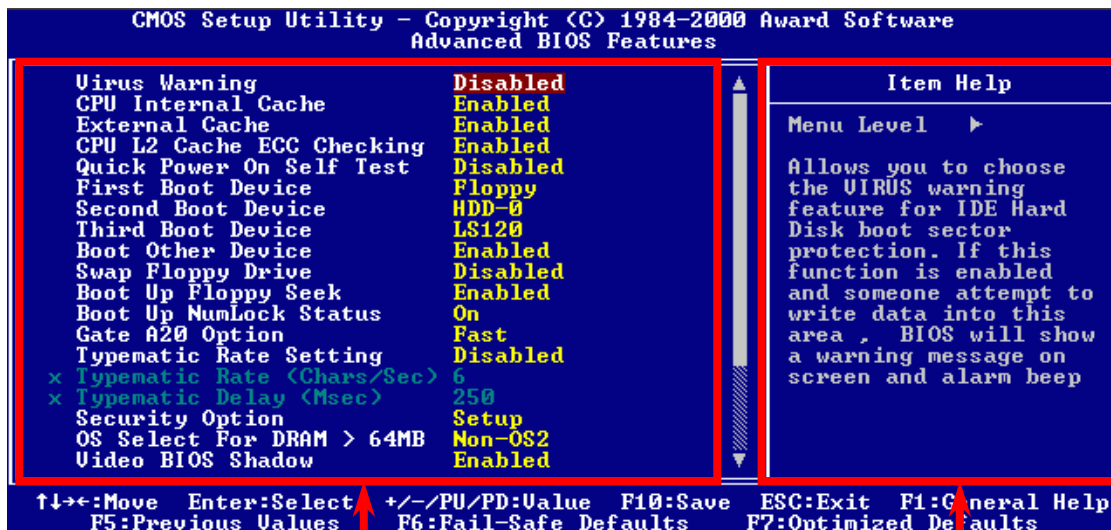 CMOS Setup Utility - Copyright (C) 1984-2000 Award Software
Advanced BIOS Features
Virus Warning Disabled
CPU Internal Cache Enabled
External Cache Enabled
CPU L2 Cache ECC Checking Enabled
Quick Power On Self Test Disabled
First Boot Device Floppy
Second Boot Device HDD-0
Third Boot Device LS120
Boot Other Device Enabled
Swap Floppy Drive Disabled
Boot Up Floppy Seek Enabled
Boot Up NumLock Status On
Gate A20 Option Fast
Typematic Rate Setting Disabled
x Typematic Rate (Chars/Sec) 6
x Typematic Delay (Msec) 250
Security Option Setup
OS Select For DRAM > 64MB Non-OS2
Video BIOS Shadow Enabled
Item Help
Menu Level ►
Allows you to choose
the VIRUS warning
feature for IDE Hard
Disk boot sector
protection. If this
function is enabled
and someone attempt to
write data into this
area , BIOS will show
a warning message on
screen and alarm beep
↑↓→←:Move Enter:Select +/-/PU/PD:Value F10:Save ESC:Exit F1:General Help
F5:Previous Values F6:Fail-Safe Defaults F7:Optimized Defaults